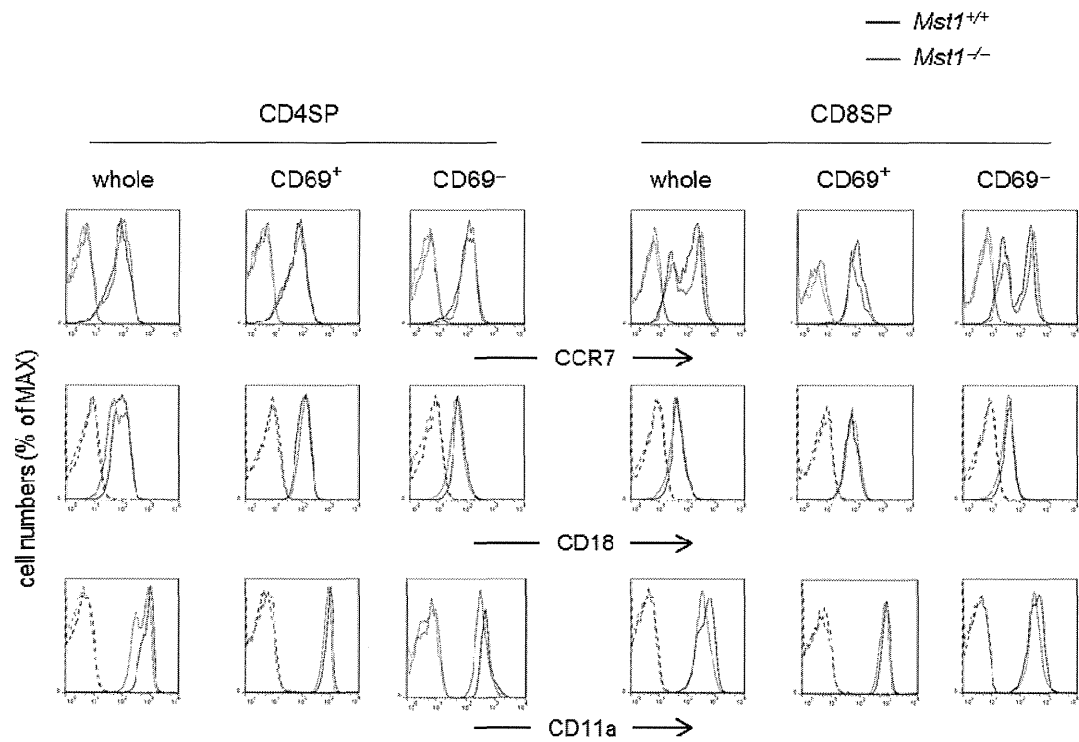 Mst1+/+
Mst1−/−
CD4SP
CD8SP
whole
CD69+
CD69−
whole
CD69+
CD69−
cell numbers (% of MAX)
CCR7
CD18
CD11a